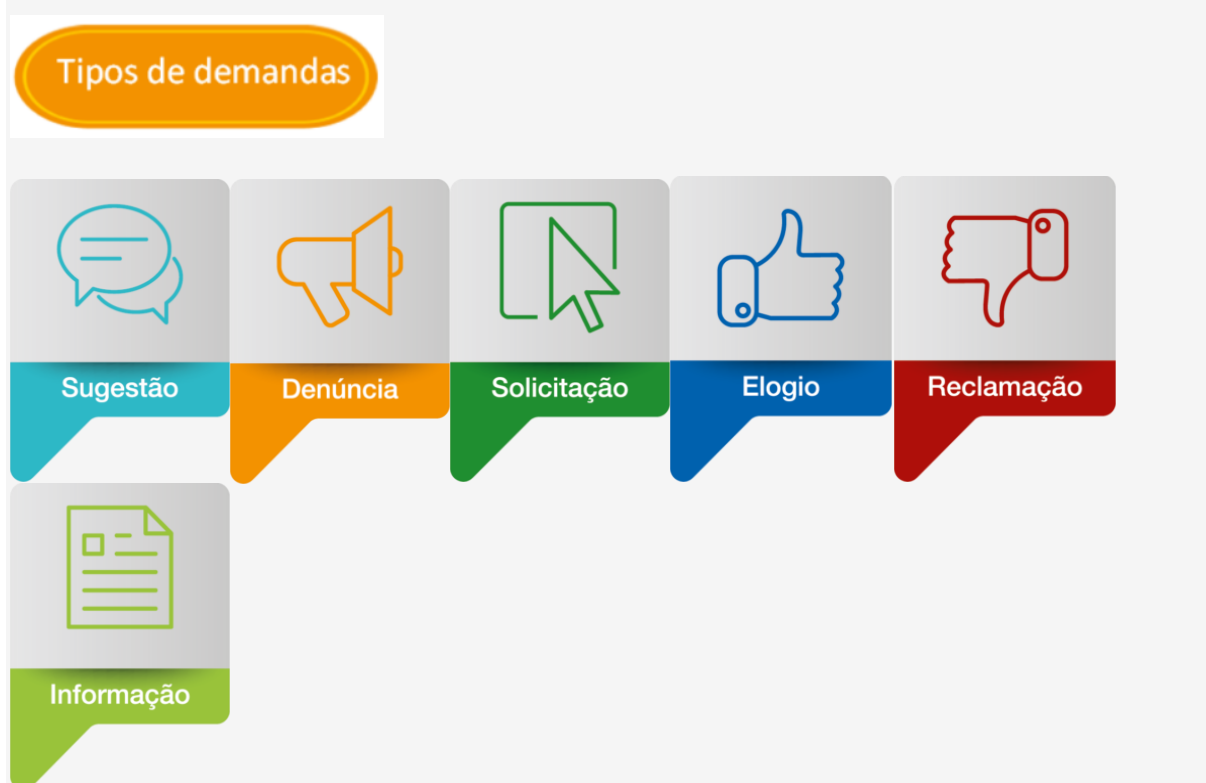 Tipos de demandas
Sugestão
Denúncia
Solicitação
Elogio
Reclamação
Informação